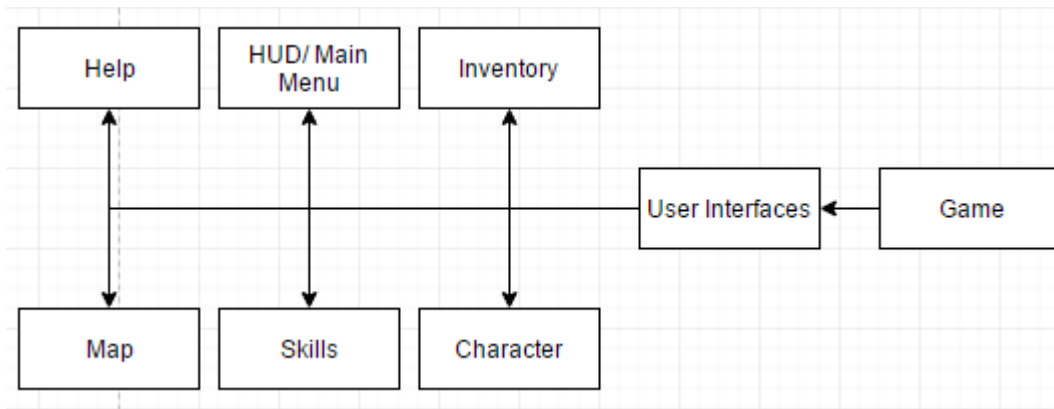 Help
HUD/ Main
Menu
Inventory
User Interfaces
Game
Map
Skills
Character